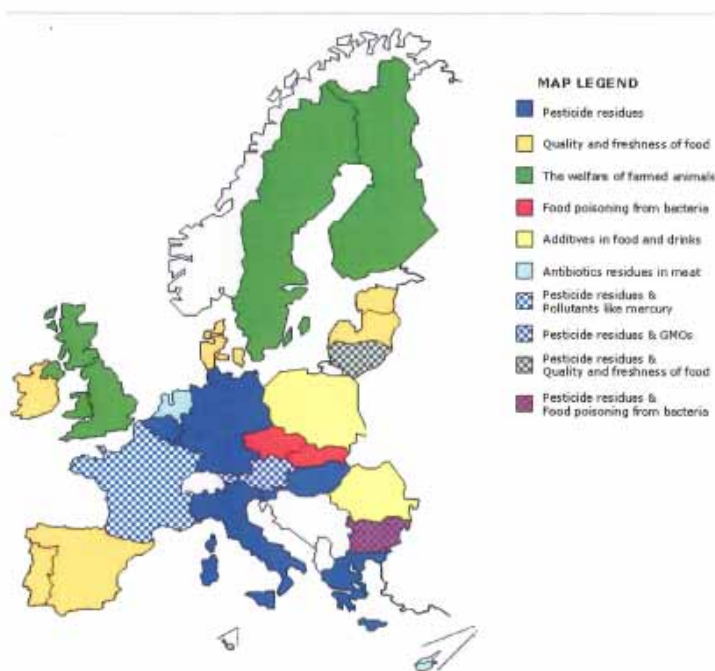 MAP LEGEND
Pesticide residues
Quality and freshness of food
The welfare of farmed animals
Food poisoning from bacteria
Additives in food and drinks
Antibiotics residues in meat
Pesticide residues &
Pollutants like mercury
Pesticide residues & GMOs
Pesticide residues &
Quality and freshness of food
Pesticide residues &
Food poisoning from bacteria